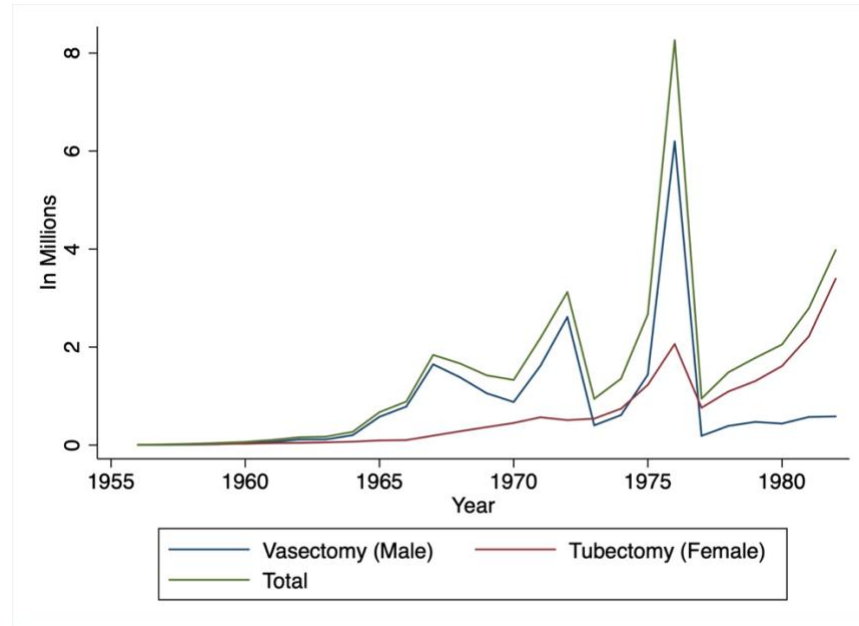 8
6
4
2
0
In Millions
1955 1960 1965 1970 1975 1980
Year
Vasectomy (Male) Tubectomy (Female)
Total